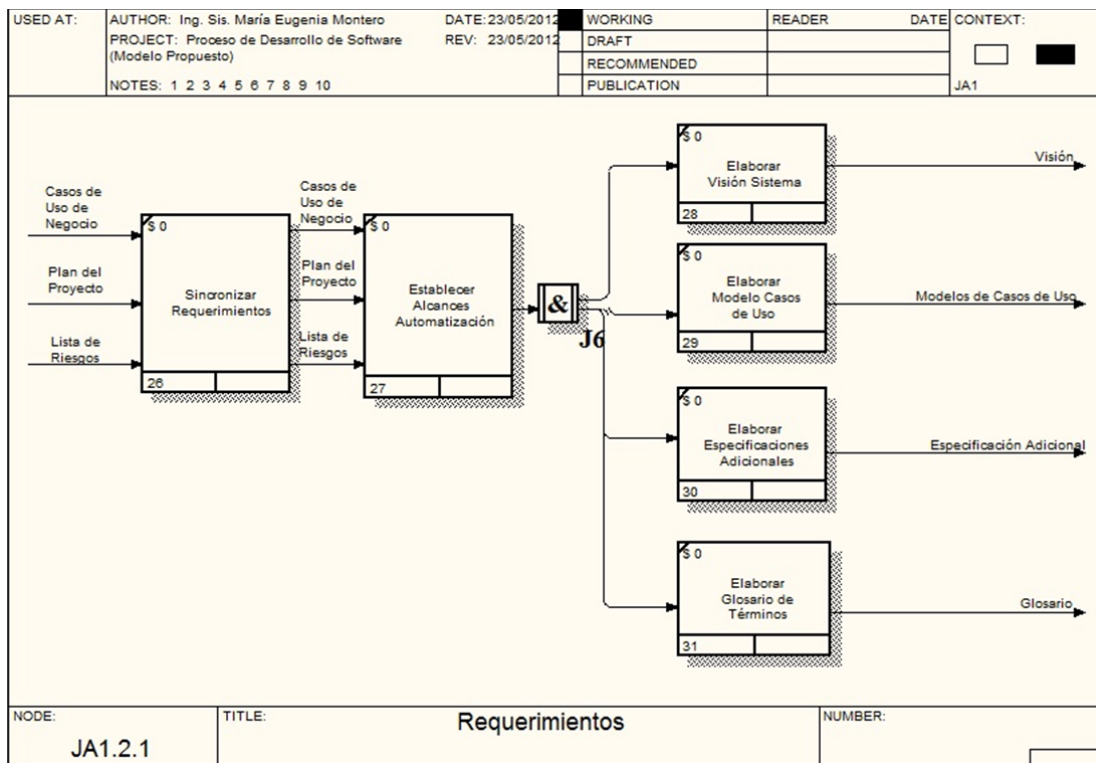 USED AT:
AUTHOR: Ing. Sis. María Eugenia Montero
DATE: 23/05/2012
PROJECT: Proceso de Desarrollo de Software
(Modelo Propuesto)
REV: 23/05/2012
NOTES: 1 2 3 4 5 6 7 8 9 10
WORKING
DRAFT
RECOMMENDED
PUBLICATION
READER
DATE
CONTEXT:
JA1
Casos de
Uso de
Negocio
Plan del
Proyecto
Lista de
Riesgos
$ 0
Sincronizar
Requerimientos
26
Casos de
Uso de
Negocio
Plan del
Proyecto
Lista de
Riesgos
$ 0
Establecer
Alcances
Automatización
27
&
J6
$ 0
Elaborar
Visión Sistema
28
Visión
$ 0
Elaborar
Modelo Casos
de Uso
29
Modelos de Casos de Uso
$ 0
Elaborar
Especificaciones
Adicionales
30
Especificación Adicional
$ 0
Elaborar
Glosario de
Términos
31
Glosario
NODE:
JA1.2.1
TITLE:
Requerimientos
NUMBER: